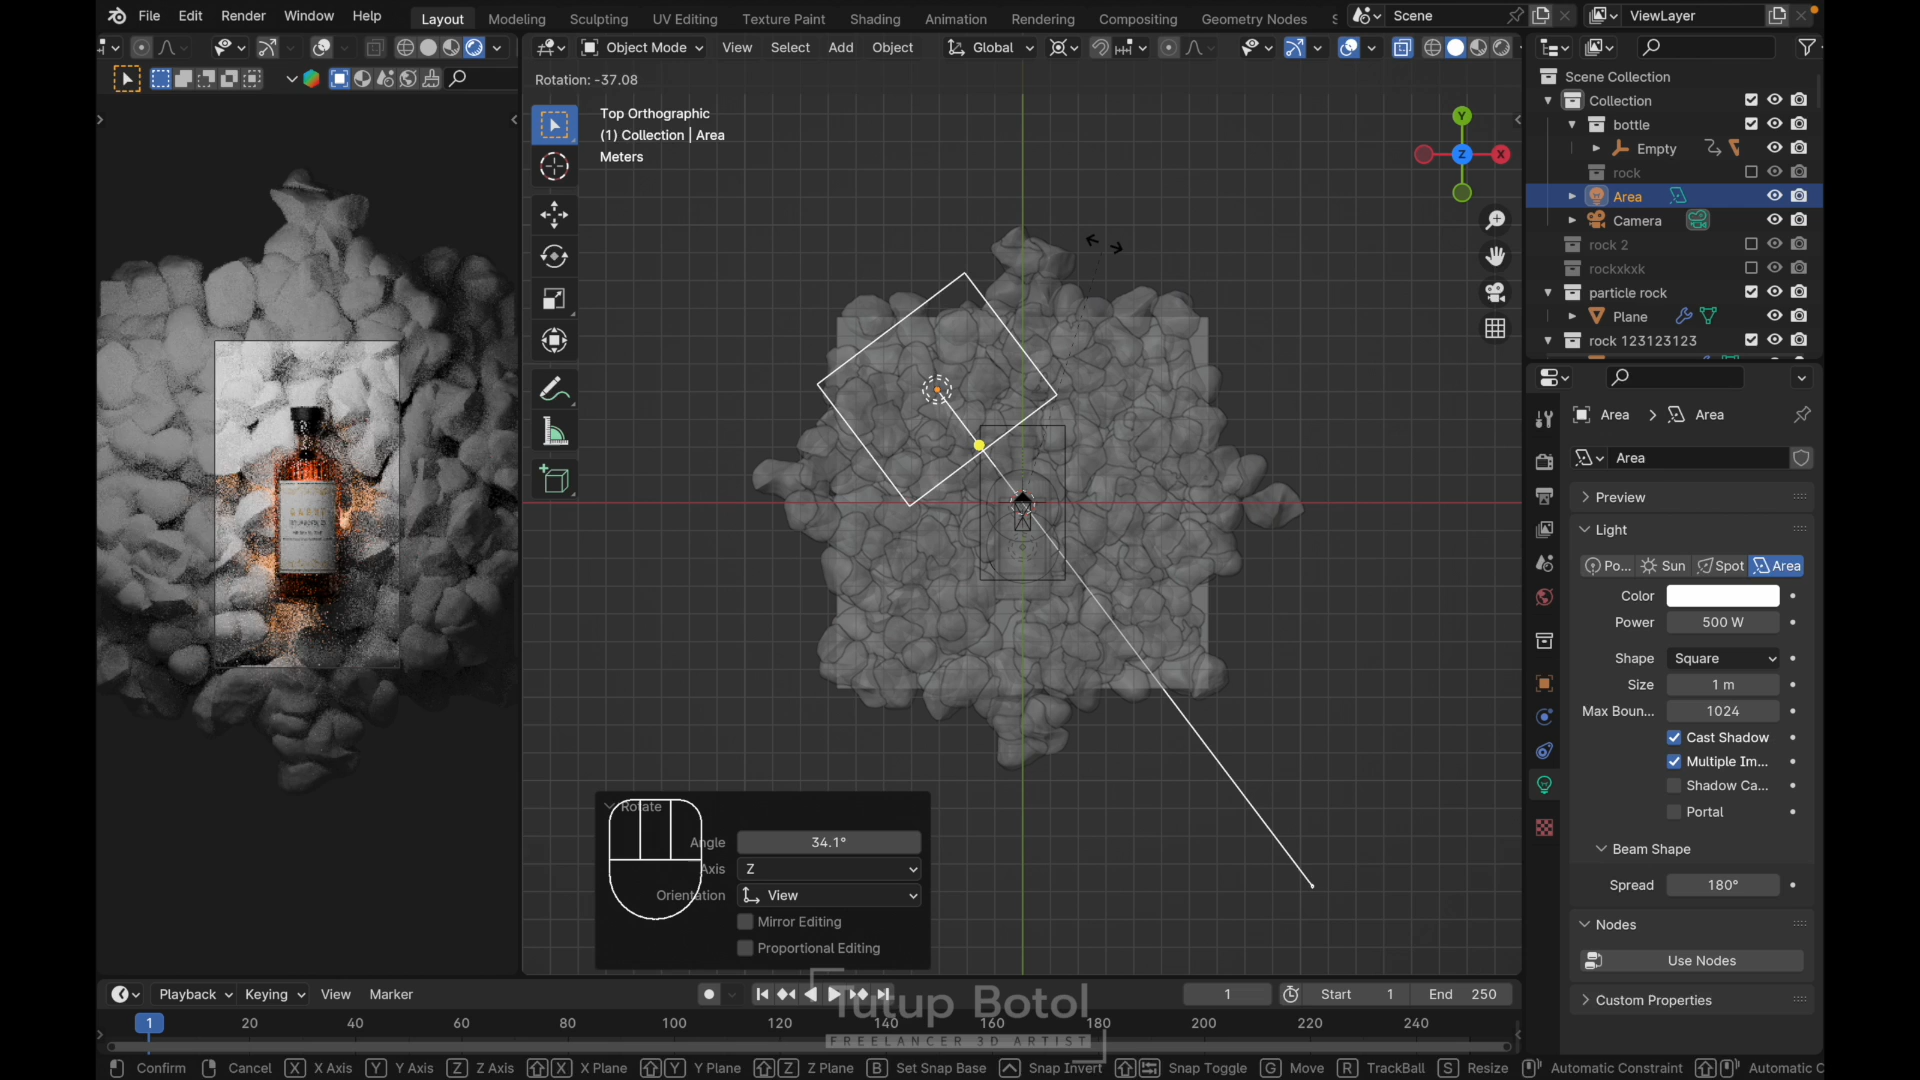 File Edit Render Window Help Layout Modeling Sculpting UV Editing Texture Paint Shading Animation Rendering Compositing Geometry Nodes Scene ViewLayer
Object Mode View Select Add Object Global
Rotation: -37.08
Top Orthographic
(1) Collection | Area
Meters
Y
X
Z
Scene Collection
Collection
bottle
Empty
rock
Area
Camera
rock 2
rockxkxk
particle rock
Plane
rock 123123123
Area > Area
Area
Preview
Light
Po... Sun Spot Area
Color
Power 500 W
Shape Square
Size 1 m
Max Boun... 1024
Cast Shadow
Multiple Im...
Shadow Ca...
Portal
Beam Shape
Spread 180°
Nodes
Use Nodes
Custom Properties
Rotate
Angle 34.1°
Axis Z
Orientation View
Mirror Editing
Proportional Editing
Playback Keying View Marker 1 Start 1 End 250
1 20 40 60 80 100 120 140 160 180 200 220 240
Tutup Botol
FREELANCER 3D ARTIST
Confirm Cancel X X Axis Y Y Axis Z Z Axis X X Plane Y Y Plane Z Z Plane B Set Snap Base Snap Invert Snap Toggle G Move R TrackBall S Resize Automatic Constraint Automatic C